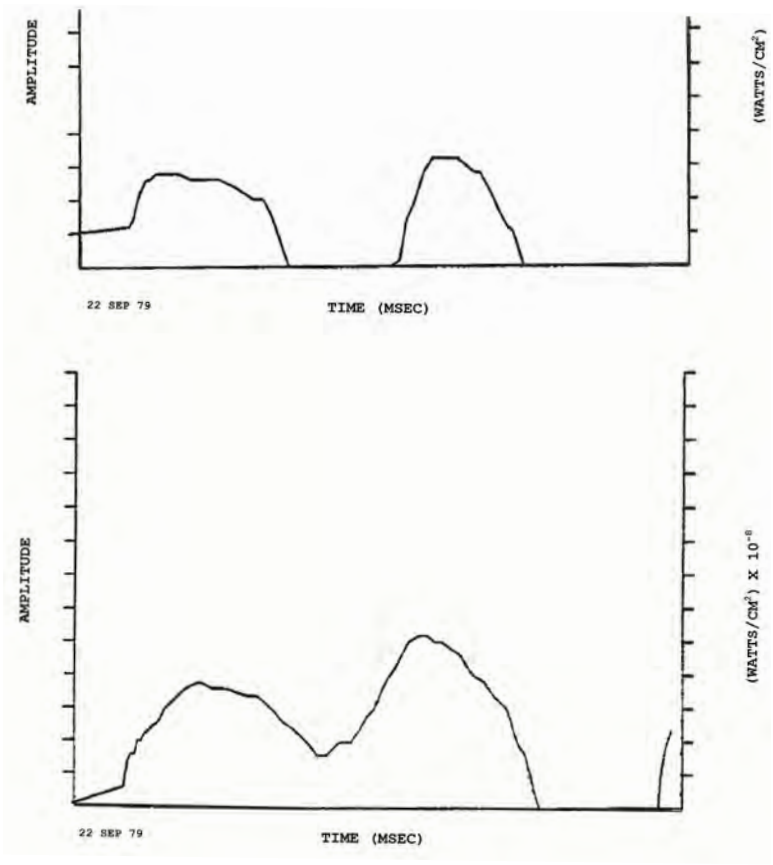 AMPLITUDE
(WATTS/CM²)
22 SEP 79
TIME (MSEC)
AMPLITUDE
(WATTS/CM²) X 10⁻⁸
22 SEP 79
TIME (MSEC)